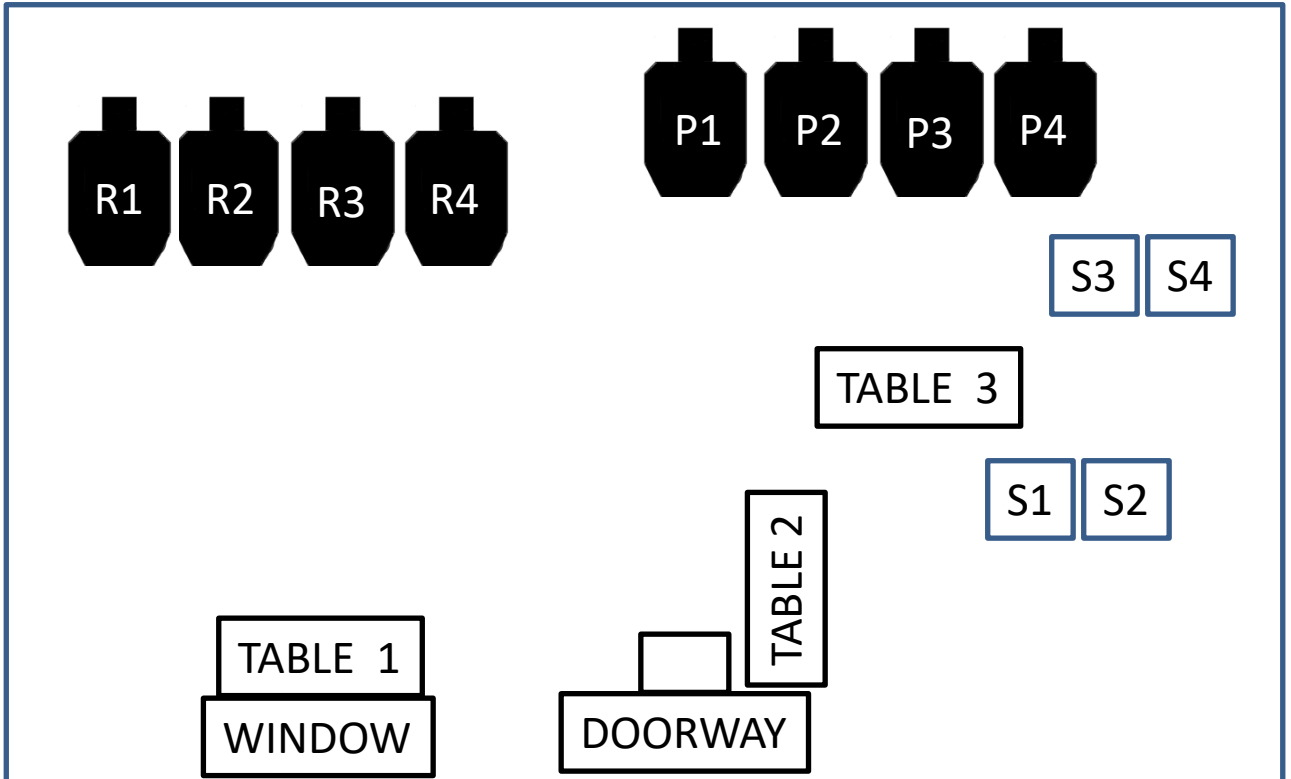 P1 P2 P3 P4
R1 R2 R3 R4
S3 S4
TABLE 3
S1 S2
TABLE 2
TABLE 1
WINDOW
DOORWAY